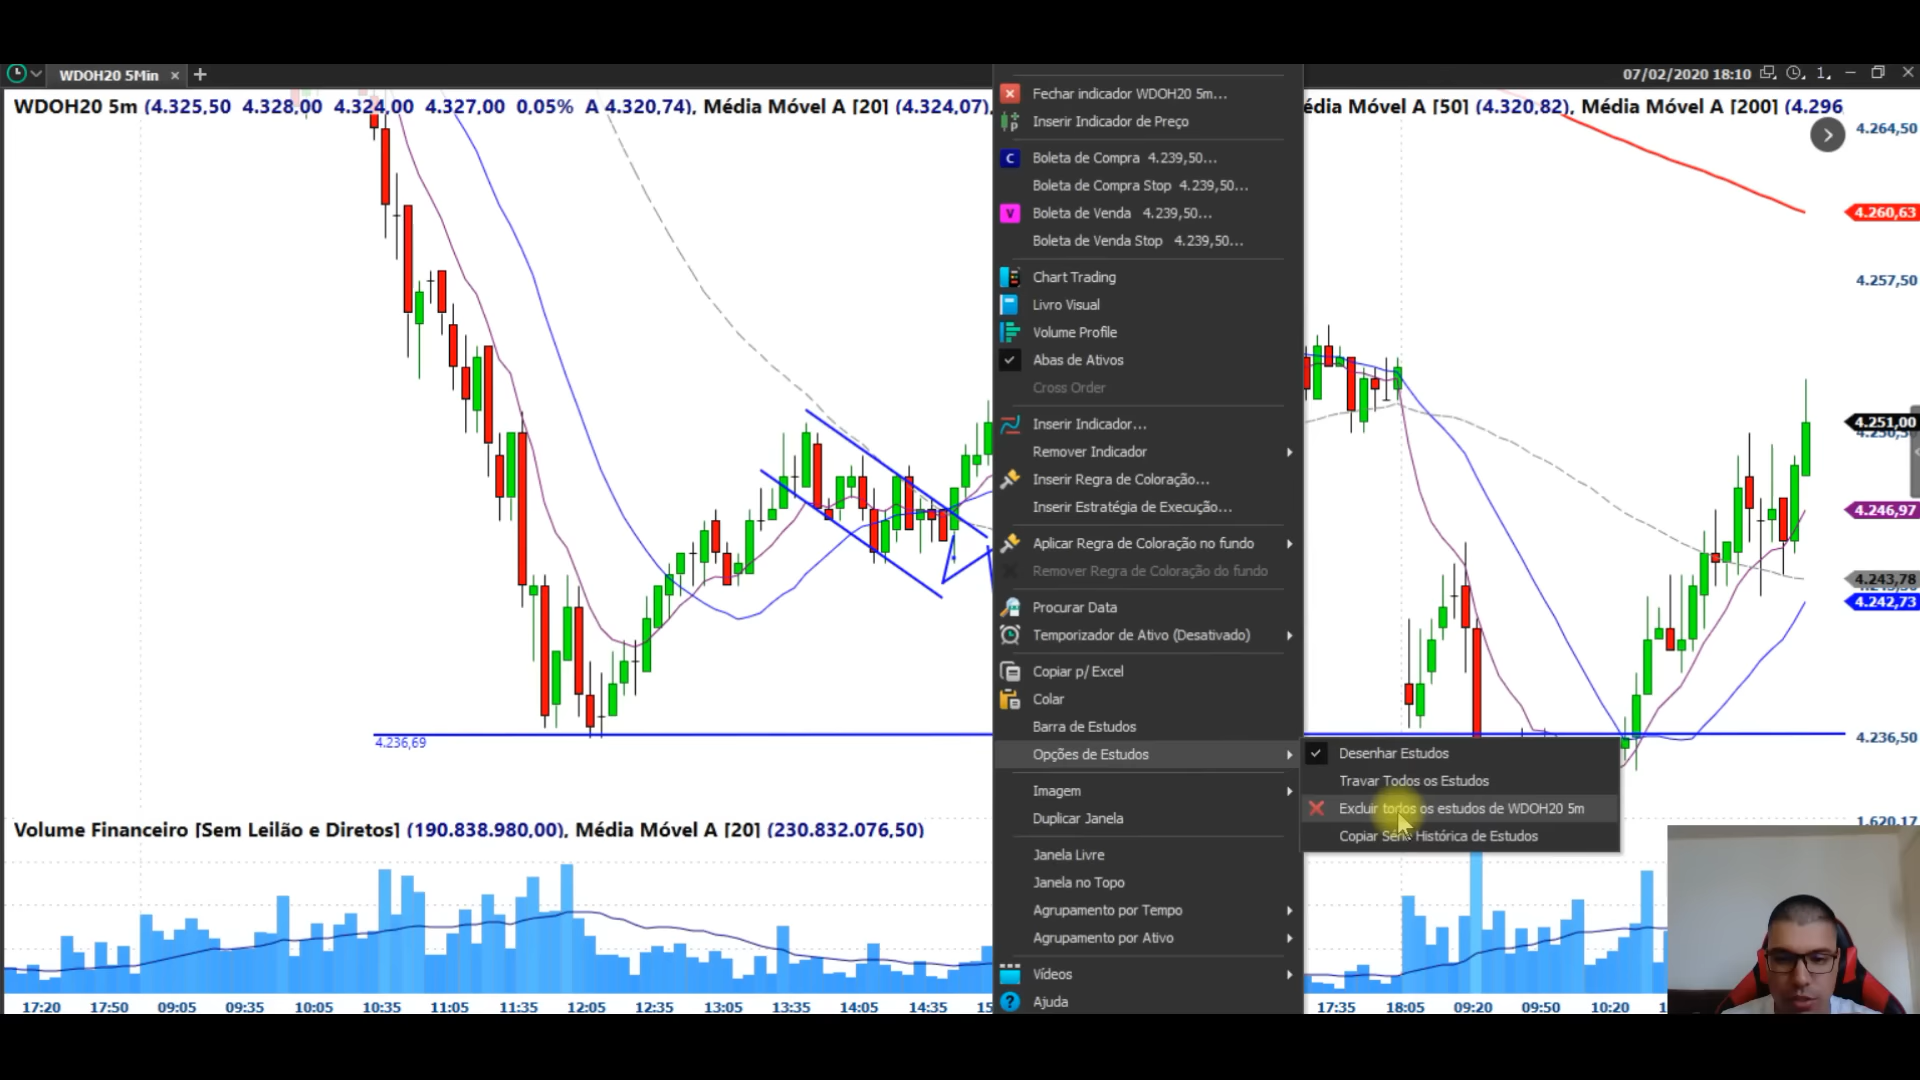 WDOH20 5Min × +
07/02/2020 18:10
WDOH20 5m (4.325,50 4.328,00 4.324,00 4.327,00 0,05% A 4.320,74), Média Móvel A [20] (4.324,07),
édia Móvel A [50] (4.320,82), Média Móvel A [200] (4.296
Fechar indicador WDOH20 5m...
Inserir Indicador de Preço
C Boleta de Compra 4.239,50...
Boleta de Compra Stop 4.239,50...
V Boleta de Venda 4.239,50...
Boleta de Venda Stop 4.239,50...
Chart Trading
Livro Visual
Volume Profile
Abas de Ativos
Cross Order
Inserir Indicador...
Remover Indicador
Inserir Regra de Coloração...
Inserir Estratégia de Execução...
Aplicar Regra de Coloração no fundo
Remover Regra de Coloração do fundo
Procurar Data
Temporizador de Ativo (Desativado)
Copiar p/ Excel
Colar
Barra de Estudos
Opções de Estudos
Imagem
Duplicar Janela
Janela Livre
Janela no Topo
Agrupamento por Tempo
Agrupamento por Ativo
Vídeos
? Ajuda
Desenhar Estudos
Travar Todos os Estudos
Excluir todos os estudos de WDOH20 5m
Copiar Série Histórica de Estudos
4.264,50
4.260,63
4.257,50
4.251,00
4.246,97
4.243,78
4.242,73
4.236,50
1.620,17
4.236,69
Volume Financeiro [Sem Leilão e Diretos] (190.838.980,00), Média Móvel A [20] (230.832.076,50)
17:20 17:50 09:05 09:35 10:05 10:35 11:05 11:35 12:05 12:35 13:05 13:35 14:05 14:35 15
17:35 18:05 09:20 09:50 10:20 1